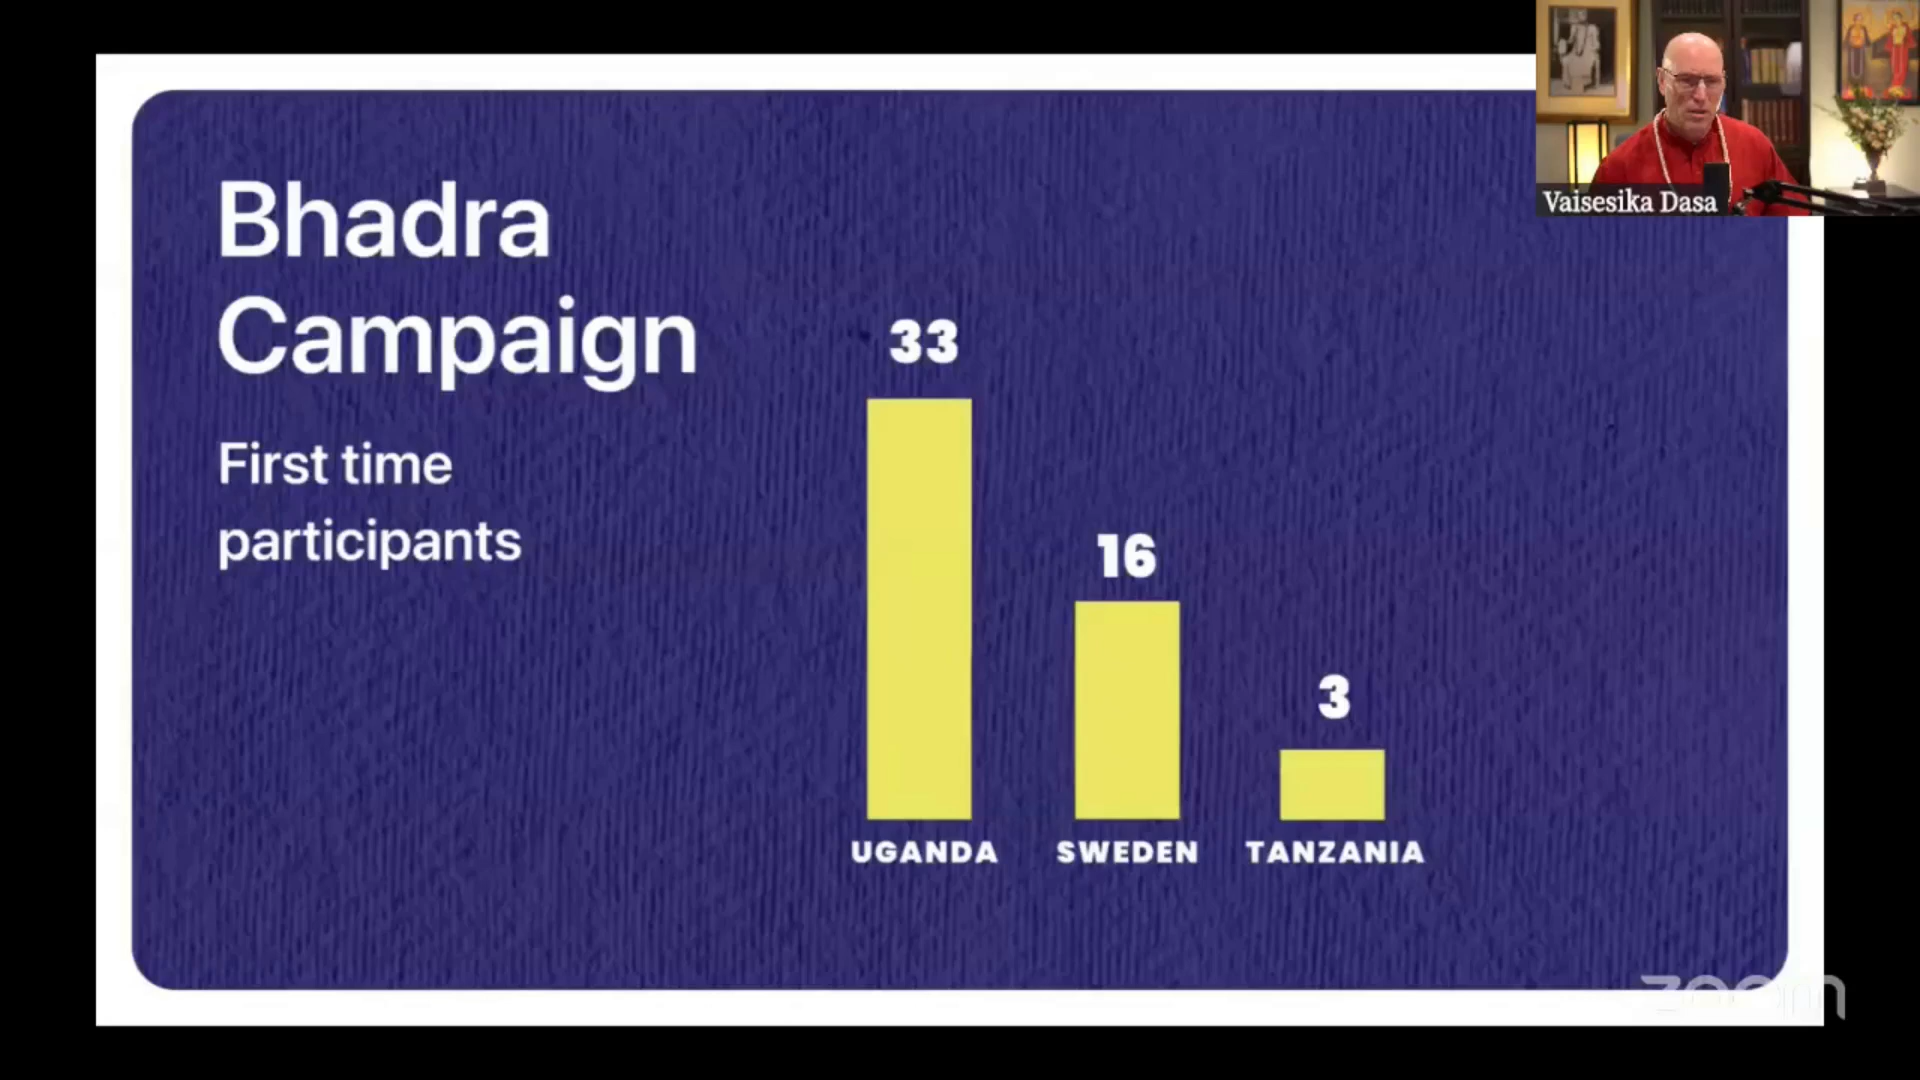 Vaisesika Dasa
Bhadra
Campaign
First time
participants
33
16
3
UGANDA
SWEDEN
TANZANIA
zoom